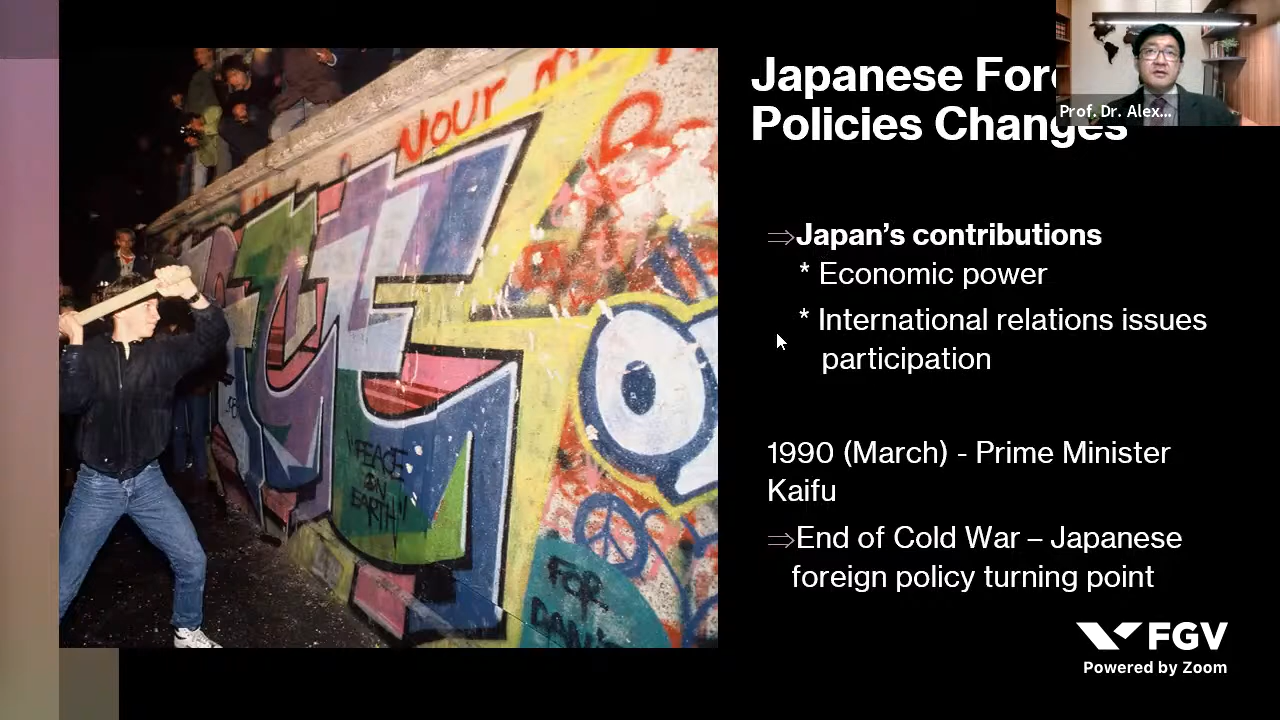 Japanese For
Policies Changes
Prof. Dr. Alex...
⇒Japan’s contributions
* Economic power
* International relations issues
participation
1990 (March) - Prime Minister
Kaifu
⇒End of Cold War – Japanese
foreign policy turning point
FGV
Powered by Zoom
YOUR
"PEACE
ON
EARTH"
FOR